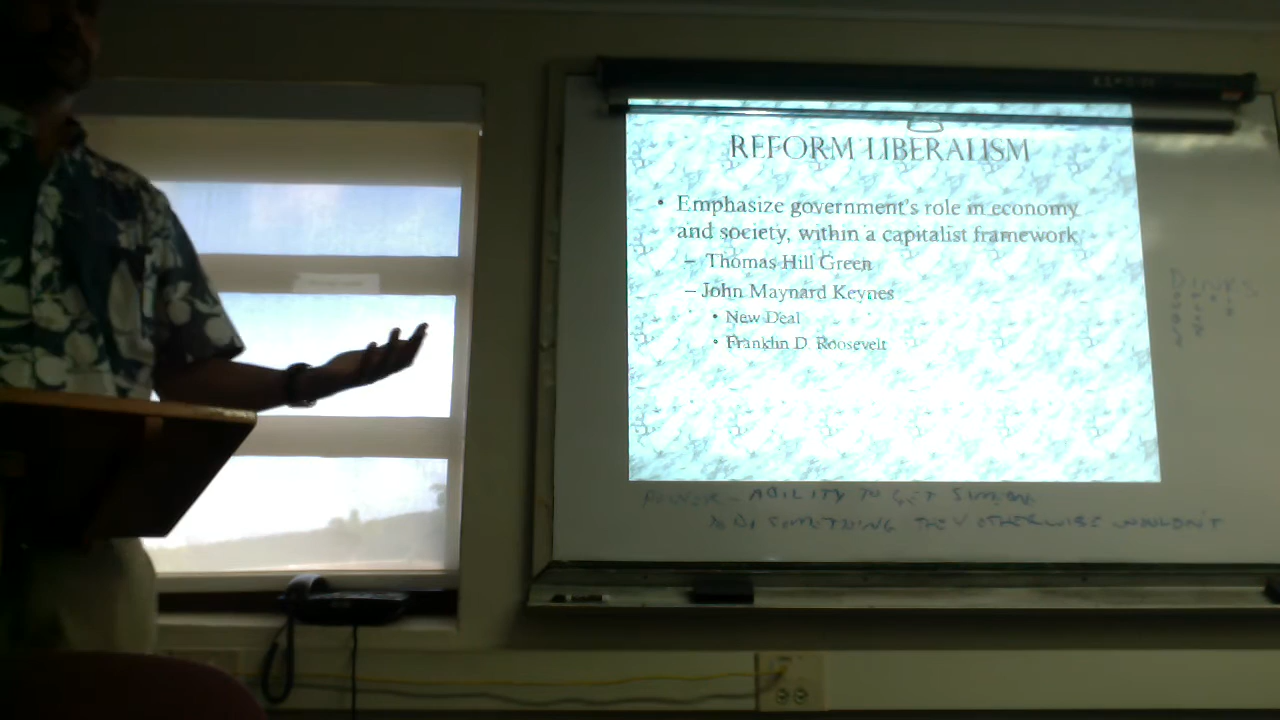 REFORM LIBERALISM
• Emphasize government's role in economy
and society, within a capitalist framework
– Thomas Hill Green
– John Maynard Keynes
• New Deal
• Franklin D. Roosevelt
POWER - ABILITY TO GET SOMEONE
TO DO SOMETHING THEY OTHERWISE WOULDN'T